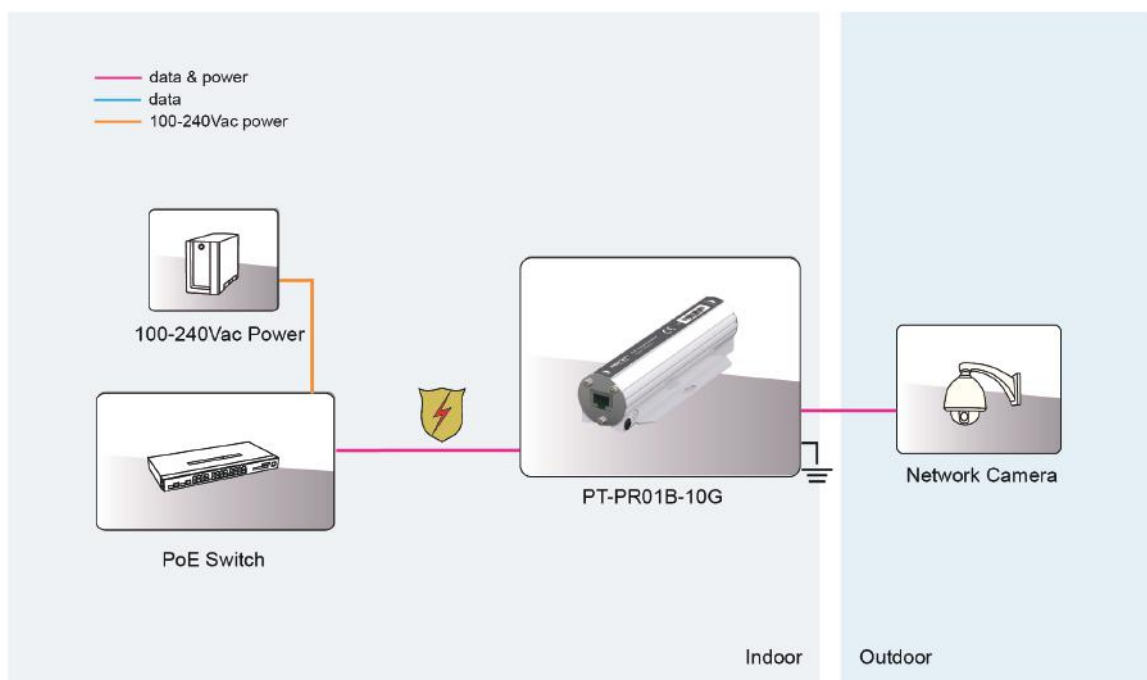 data & power
data
100-240Vac power
100-240Vac Power
PoE Switch
PT-PR01B-10G
Network Camera
Indoor
Outdoor